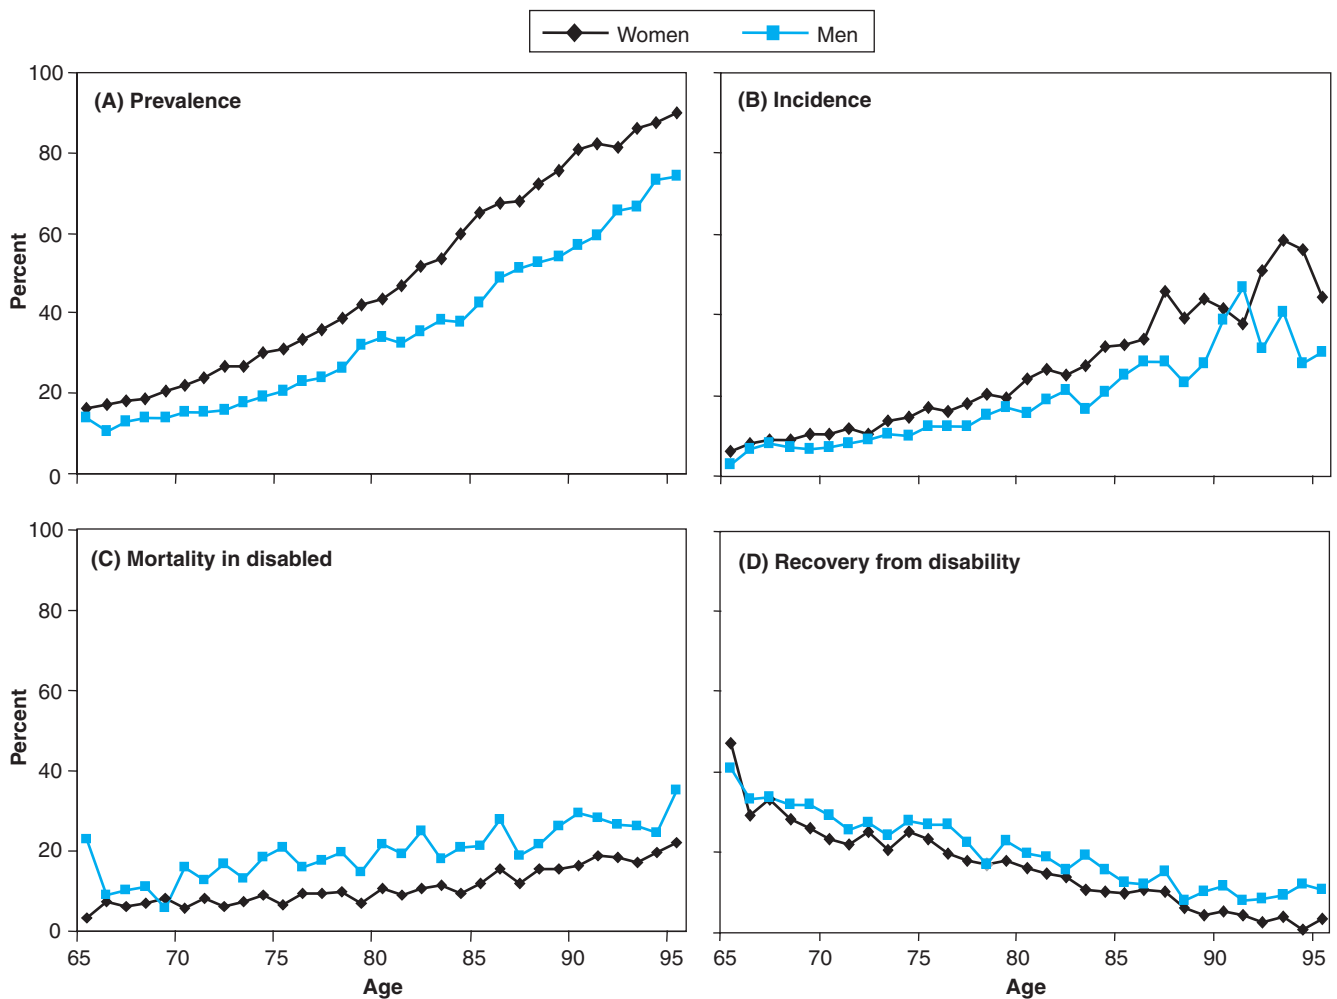 Women Men
(A) Prevalence
(B) Incidence
100
80
60
40
20
0
Percent
(C) Mortality in disabled
(D) Recovery from disability
100
80
60
40
20
0
Percent
65 70 75 80 85 90 95
65 70 75 80 85 90 95
Age
Age